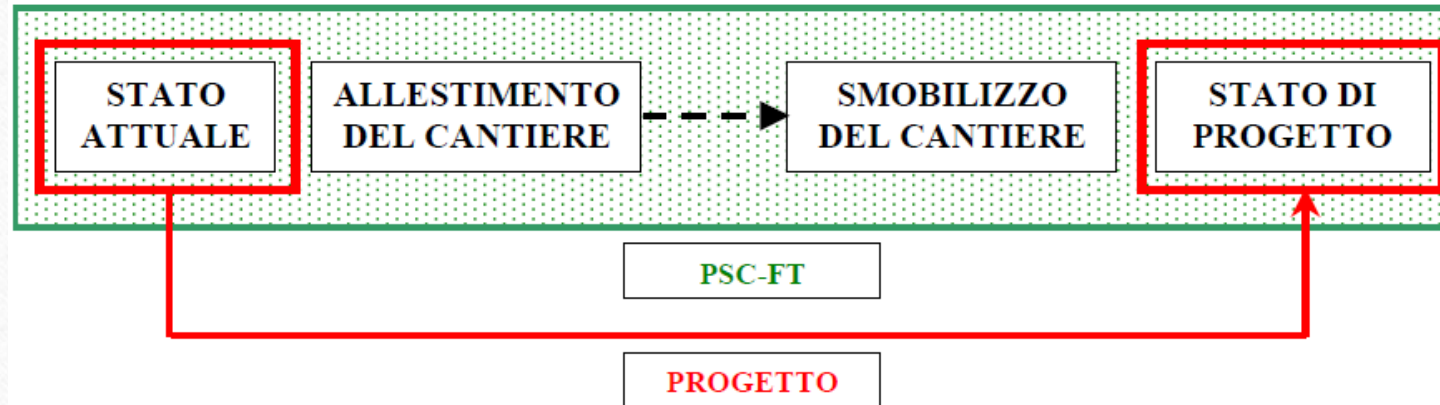 STATO
ATTUALE
ALLESTIMENTO
DEL CANTIERE
SMOBILIZZO
DEL CANTIERE
STATO DI
PROGETTO
PSC-FT
PROGETTO